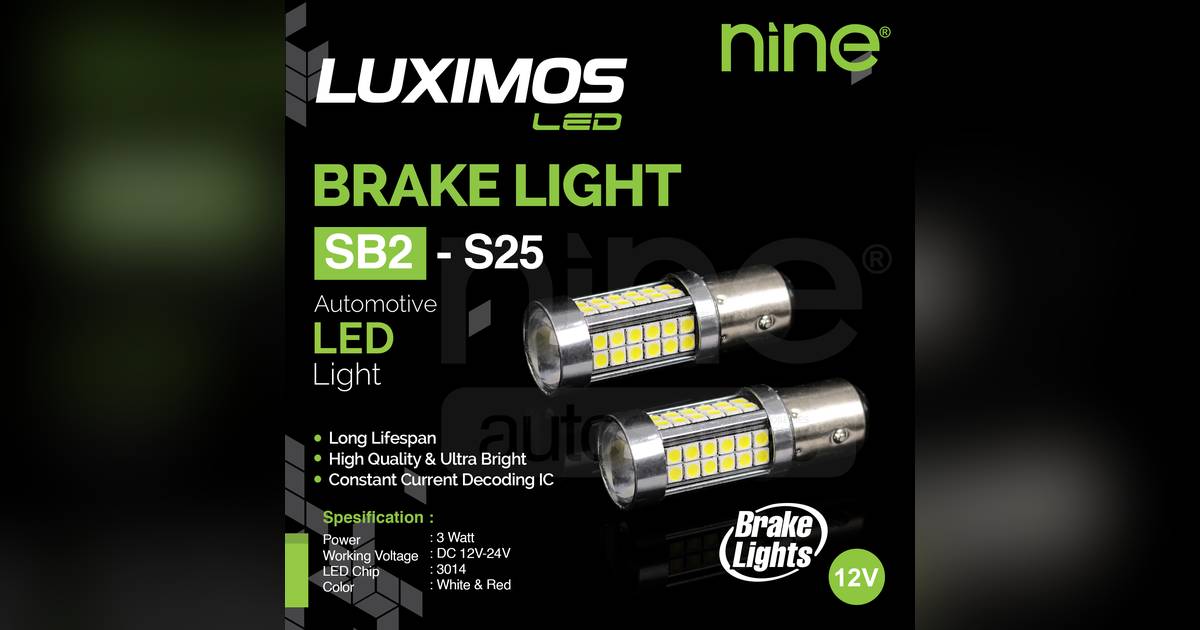 nine®
LUXIMOS
LED
BRAKE LIGHT
SB2 - S25
Automotive
LED
Light
nine®
auto
• Long Lifespan
• High Quality & Ultra Bright
• Constant Current Decoding IC
Spesification :
Power : 3 Watt
Working Voltage : DC 12V-24V
LED Chip : 3014
Color : White & Red
Brake
Lights
12V